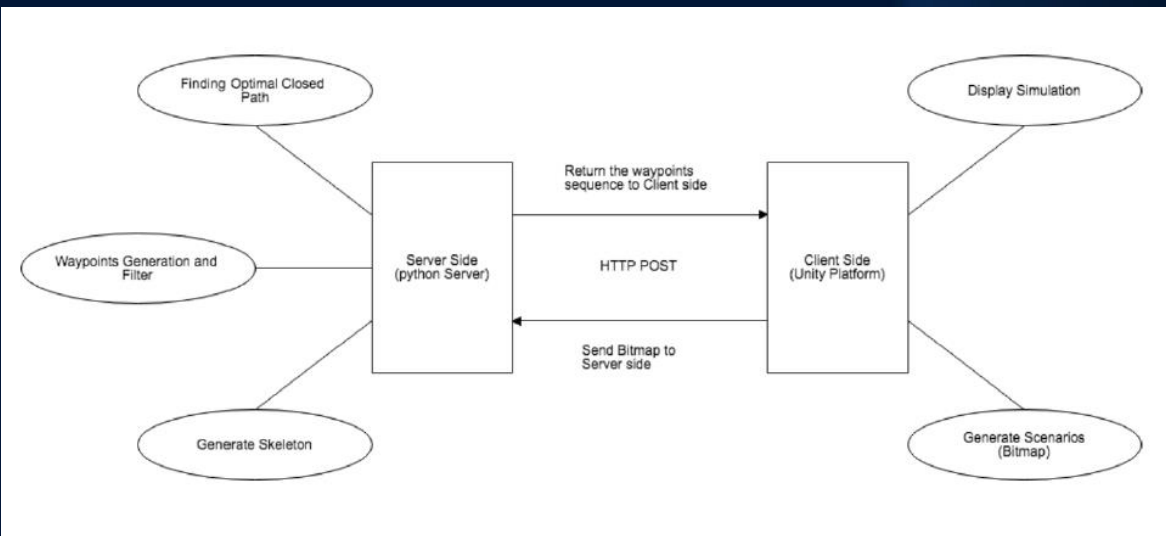 Finding Optimal Closed
Path
Display Simulation
Return the waypoints
sequence to Client side
Waypoints Generation and
Filter
Server Side
(python Server)
HTTP POST
Client Side
(Unity Platform)
Send Bitmap to
Server side
Generate Skeleton
Generate Scenarios
(Bitmap)